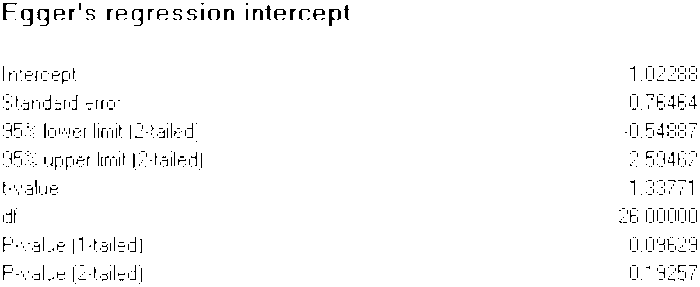 Egger's regression intercept
Intercept 1.02288
Standard error 0.76464
95% lower limit (2-tailed) -0.54887
95% upper limit (2-tailed) 2.59462
t-value 1.33771
df 26.00000
P-value (1-tailed) 0.09629
P-value (2-tailed) 0.19257